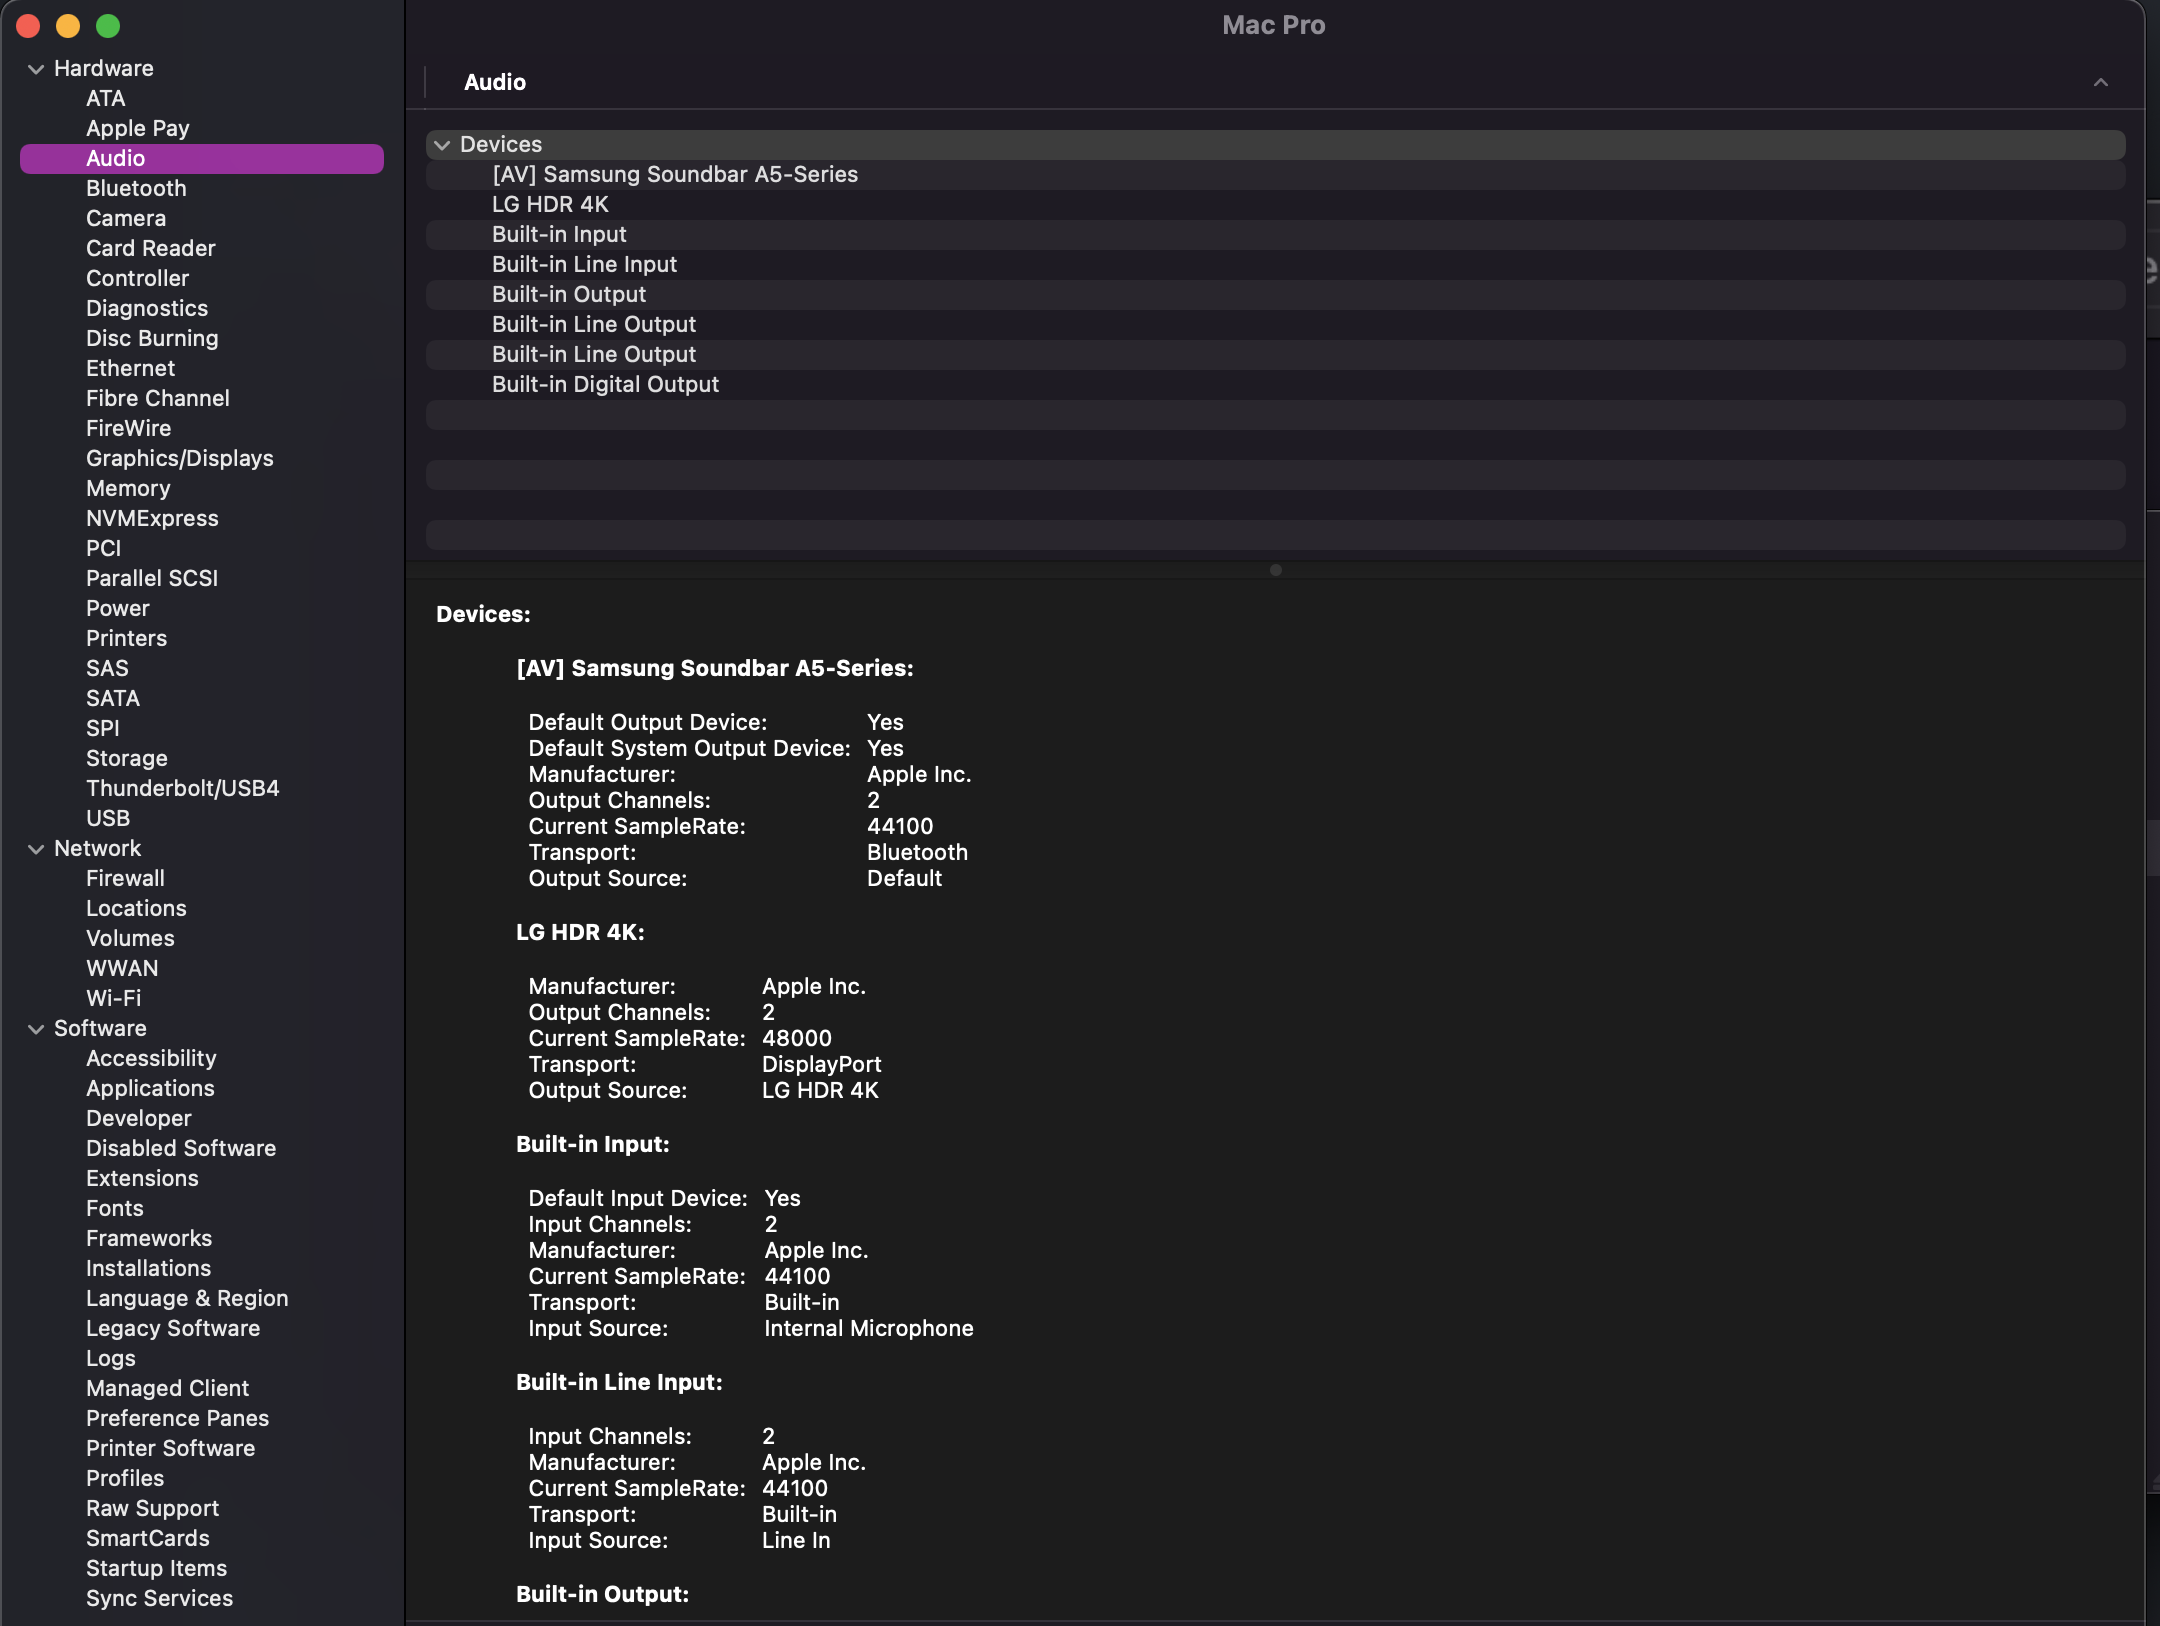 Mac Pro
Hardware
ATA
Apple Pay
Audio
Bluetooth
Camera
Card Reader
Controller
Diagnostics
Disc Burning
Ethernet
Fibre Channel
FireWire
Graphics/Displays
Memory
NVMExpress
PCI
Parallel SCSI
Power
Printers
SAS
SATA
SPI
Storage
Thunderbolt/USB4
USB
Network
Firewall
Locations
Volumes
WWAN
Wi-Fi
Software
Accessibility
Applications
Developer
Disabled Software
Extensions
Fonts
Frameworks
Installations
Language & Region
Legacy Software
Logs
Managed Client
Preference Panes
Printer Software
Profiles
Raw Support
SmartCards
Startup Items
Sync Services
Audio
Devices
[AV] Samsung Soundbar A5-Series
LG HDR 4K
Built-in Input
Built-in Line Input
Built-in Output
Built-in Line Output
Built-in Line Output
Built-in Digital Output
Devices:
[AV] Samsung Soundbar A5-Series:
Default Output Device: Yes
Default System Output Device: Yes
Manufacturer: Apple Inc.
Output Channels: 2
Current SampleRate: 44100
Transport: Bluetooth
Output Source: Default
LG HDR 4K:
Manufacturer: Apple Inc.
Output Channels: 2
Current SampleRate: 48000
Transport: DisplayPort
Output Source: LG HDR 4K
Built-in Input:
Default Input Device: Yes
Input Channels: 2
Manufacturer: Apple Inc.
Current SampleRate: 44100
Transport: Built-in
Input Source: Internal Microphone
Built-in Line Input:
Input Channels: 2
Manufacturer: Apple Inc.
Current SampleRate: 44100
Transport: Built-in
Input Source: Line In
Built-in Output: